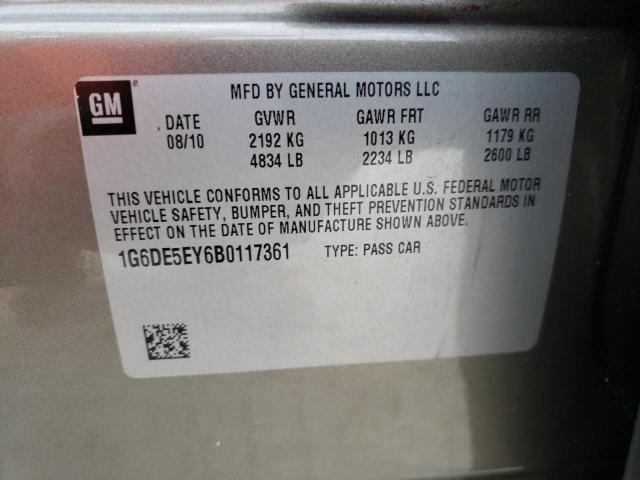 GM
MFD BY GENERAL MOTORS LLC
DATE GVWR GAWR FRT GAWR RR
08/10 2192 KG 1013 KG 1179 KG
4834 LB 2234 LB 2600 LB
THIS VEHICLE CONFORMS TO ALL APPLICABLE U.S. FEDERAL MOTOR
VEHICLE SAFETY, BUMPER, AND THEFT PREVENTION STANDARDS IN
EFFECT ON THE DATE OF MANUFACTURE SHOWN ABOVE.
1G6DE5EY6B0117361 TYPE: PASS CAR